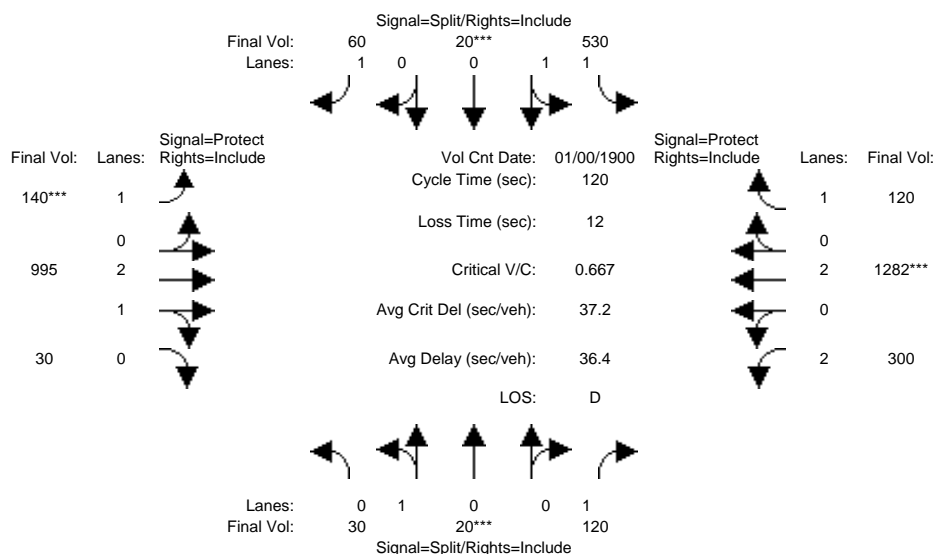 Signal=Split/Rights=Include
Final Vol: 60 20*** 530
Lanes: 1 0 0 1 1
Signal=Protect Signal=Protect
Final Vol: Lanes: Rights=Include Vol Cnt Date: 01/00/1900 Rights=Include Lanes: Final Vol:
Cycle Time (sec): 120
140*** 1 1 120
Loss Time (sec): 12
0 0
995 2 Critical V/C: 0.667 2 1282***
1 Avg Crit Del (sec/veh): 37.2 0
30 0 Avg Delay (sec/veh): 36.4 2 300
LOS: D
Lanes: 0 1 0 0 1
Final Vol: 30 20*** 120
Signal=Split/Rights=Include